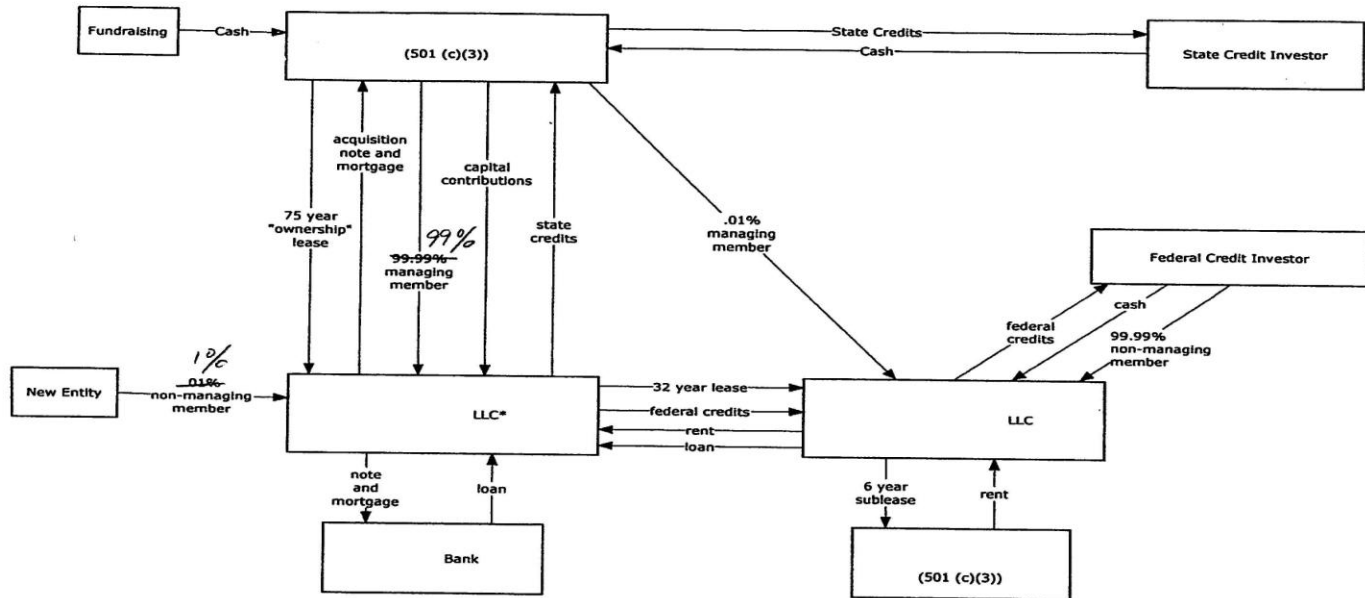 Fundraising
Cash
(501 (c)(3))
State Credits
Cash
State Credit Investor
75 year
"ownership"
lease
acquisition
note and
mortgage
99%
99.99%
managing
member
capital
contributions
state
credits
.01%
managing
member
Federal Credit Investor
federal
credits
cash
99.99%
non-managing
member
New Entity
1%
.01%
non-managing
member
LLC*
32 year lease
federal credits
rent
loan
LLC
note
and
mortgage
loan
6 year
sublease
rent
Bank
(501 (c)(3))